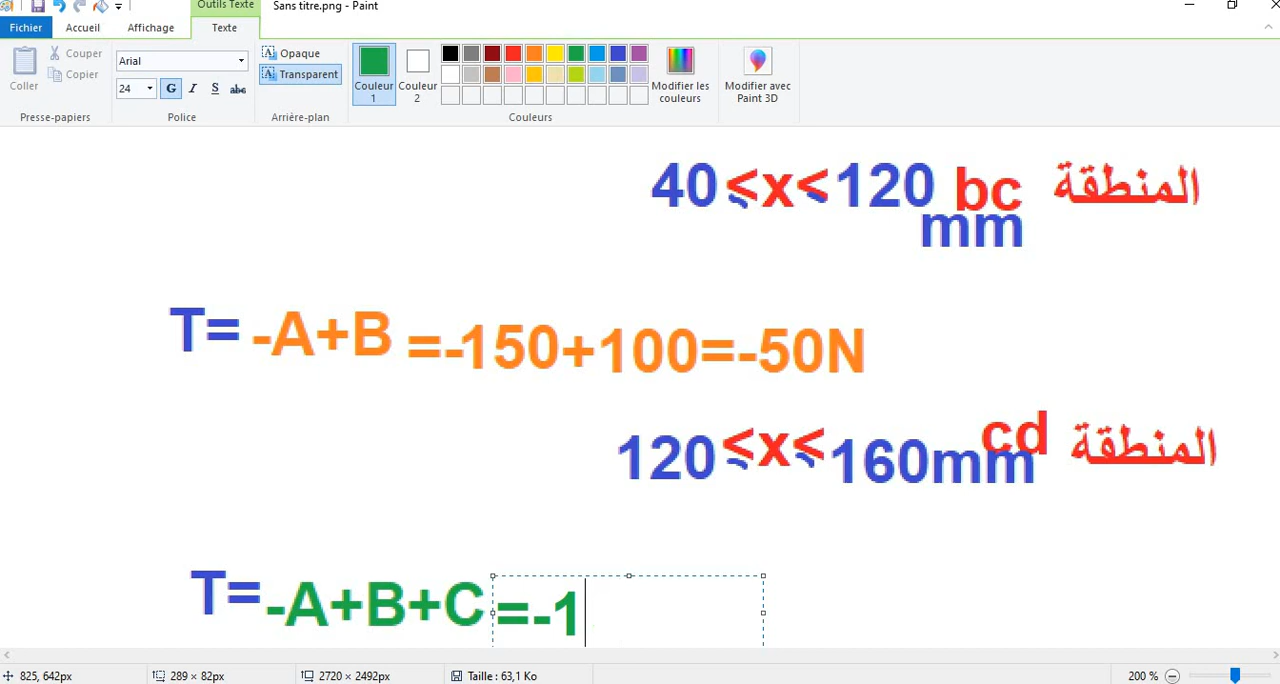 Outils Texte Sans titre.png - Paint
Fichier Accueil Affichage Texte
Coller Couper Copier Presse-papiers
Arial
24 G I S abc
Police
Opaque
Transparent
Arrière-plan
Couleur 1 Couleur 2
Couleurs
Modifier les couleurs
Modifier avec Paint 3D
40<x<120 bc المنطقة
mm
T= -A+B =-150+100=-50N
120<x<160mm cd المنطقة
T=-A+B+C =-1
825, 642px 289 × 82px 2720 × 2492px Taille : 63,1 Ko 200 %